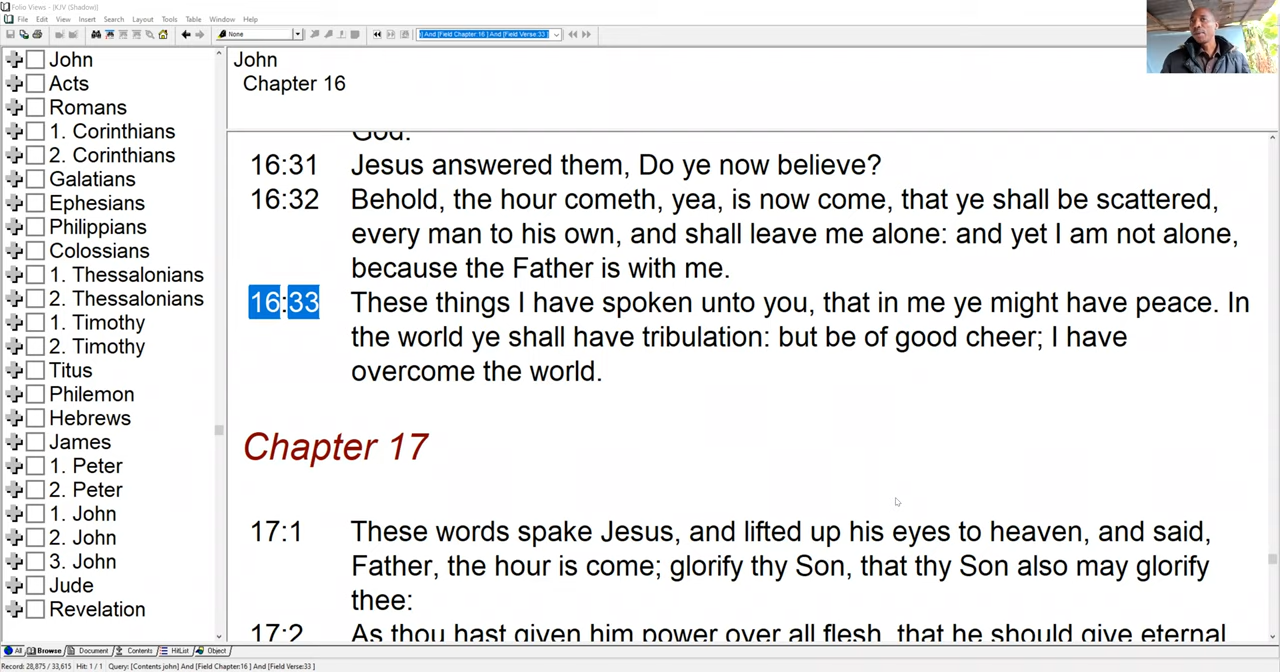 Folio Views - [KJV (Shadow)]
File Edit View Insert Search Layout Tools Table Window Help
None
] And [Field Chapter:16 ] And [Field Verse:33 ]
John
Acts
Romans
1. Corinthians
2. Corinthians
Galatians
Ephesians
Philippians
Colossians
1. Thessalonians
2. Thessalonians
1. Timothy
2. Timothy
Titus
Philemon
Hebrews
James
1. Peter
2. Peter
1. John
2. John
3. John
Jude
Revelation
John
Chapter 16
God.
16:31 Jesus answered them, Do ye now believe?
16:32 Behold, the hour cometh, yea, is now come, that ye shall be scattered,
every man to his own, and shall leave me alone: and yet I am not alone,
because the Father is with me.
16:33 These things I have spoken unto you, that in me ye might have peace. In
the world ye shall have tribulation: but be of good cheer; I have
overcome the world.
Chapter 17
17:1 These words spake Jesus, and lifted up his eyes to heaven, and said,
Father, the hour is come; glorify thy Son, that thy Son also may glorify
thee:
17:2 As thou hast given him power over all flesh, that he should give eternal
All Browse Document Contents HitList Object
Record: 28,875 / 33,615 Hit: 1 / 1 Query: [Contents john] And [Field Chapter:16 ] And [Field Verse:33 ]